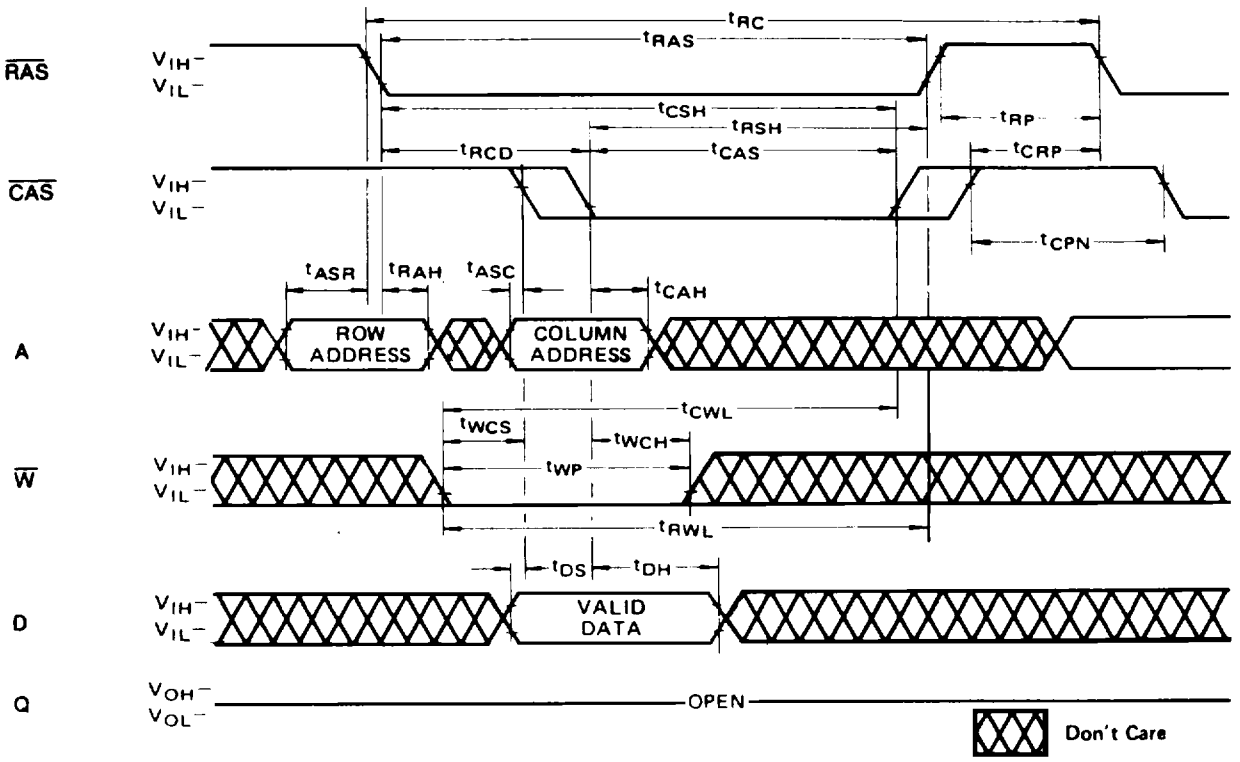 tRC
tRAS
RAS
VIH–
VIL–
tCSH
tRSH
tRP
tRCD
tCAS
tCRP
CAS
VIH–
VIL–
tCPN
tASR
tRAH
tASC
tCAH
A
VIH–
VIL–
ROW
ADDRESS
COLUMN
ADDRESS
tCWL
tWCS
tWCH
W
VIH–
VIL–
tWP
tRWL
tDS
tDH
D
VIH–
VIL–
VALID
DATA
Q
VOH–
VOL–
OPEN
Don't Care